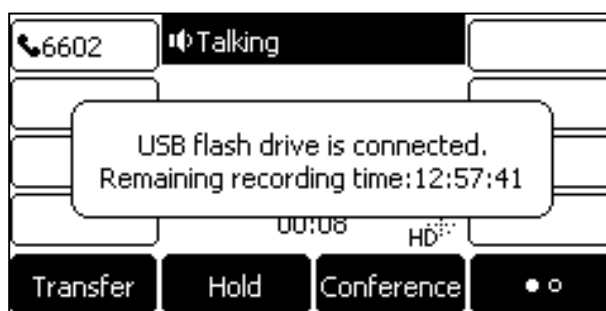 6602
Talking
USB flash drive is connected.
Remaining recording time:12:57:41
00:08
HD
Transfer Hold Conference